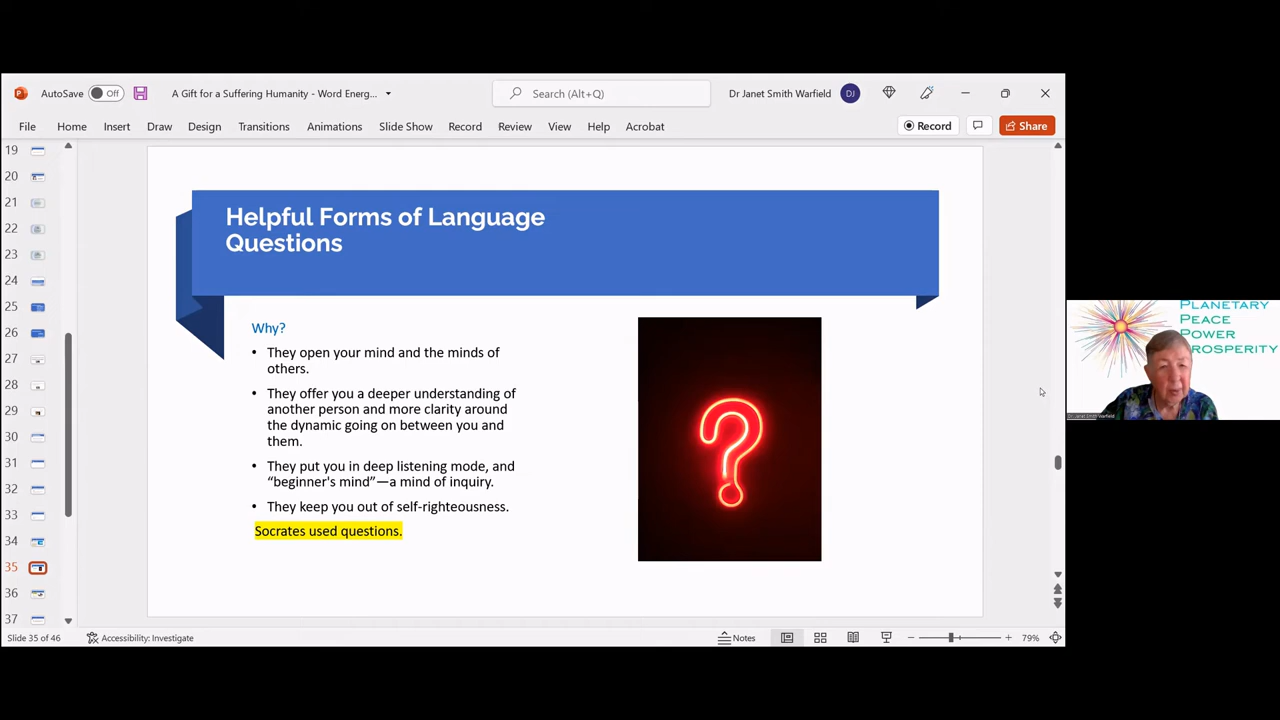 AutoSave Off
A Gift for a Suffering Humanity - Word Energ...
Search (Alt+Q)
Dr Janet Smith Warfield DJ
File Home Insert Draw Design Transitions Animations Slide Show Record Review View Help Acrobat
Record
Share
19
20
21
22
23
24
25
26
27
28
29
30
31
32
33
34
35
36
37
Helpful Forms of Language
Questions
Why?
• They open your mind and the minds of
others.
• They offer you a deeper understanding of
another person and more clarity around
the dynamic going on between you and
them.
• They put you in deep listening mode, and
“beginner's mind”—a mind of inquiry.
• They keep you out of self-righteousness.
Socrates used questions.
?
PLANETARY
PEACE
POWER
PROSPERITY
Dr. Janet Smith Warfield
Slide 35 of 46
Accessibility: Investigate
Notes
79%